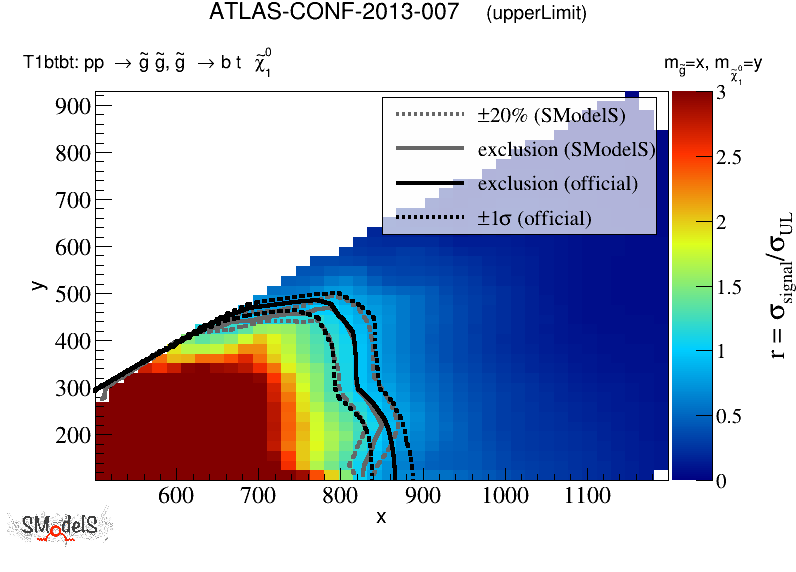 ATLAS-CONF-2013-007 (upperLimit)
T1btbt: pp → g̃ g̃, g̃ → b t χ̃₁⁰
m_g̃=x, m_χ̃₁⁰=y
±20% (SModelS)
exclusion (SModelS)
exclusion (official)
±1σ (official)
900
800
700
600
500
400
300
200
y
600 700 800 900 1000 1100
x
3
2.5
2
1.5
1
0.5
0
r = σ_signal/σ_UL
SModelS